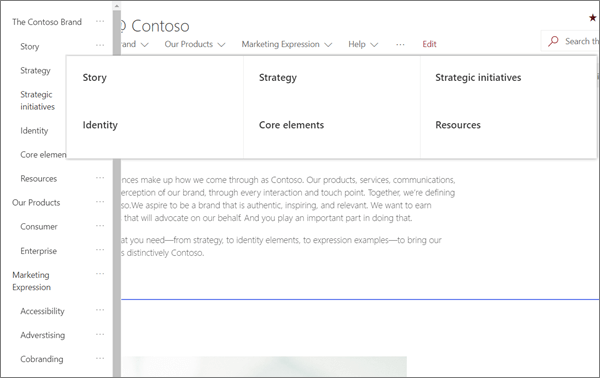 The Contoso Brand ...
Story ...
Strategy ...
Strategic
initiatives
Identity ...
Core elemen
Resources ...
Our Products ...
Consumer ...
Enterprise ...
Marketing ...
Expression
Accessibility ...
Adverstising ...
Cobranding ...
@ Contoso
rand
Our Products
Marketing Expression
Help
...
Edit
Search th
Story
Strategy
Strategic initiatives
Identity
Core elements
Resources
nces make up how we come through as Contoso. Our products, services, communications,
erception of our brand, through every interaction and touch point. Together, we're defining
so.We aspire to be a brand that is authentic, inspiring, and relevant. We want to earn
that will advocate on our behalf. And you play an important part in doing that.
at you need—from strategy, to identity elements, to expression examples—to bring our
s distinctively Contoso.